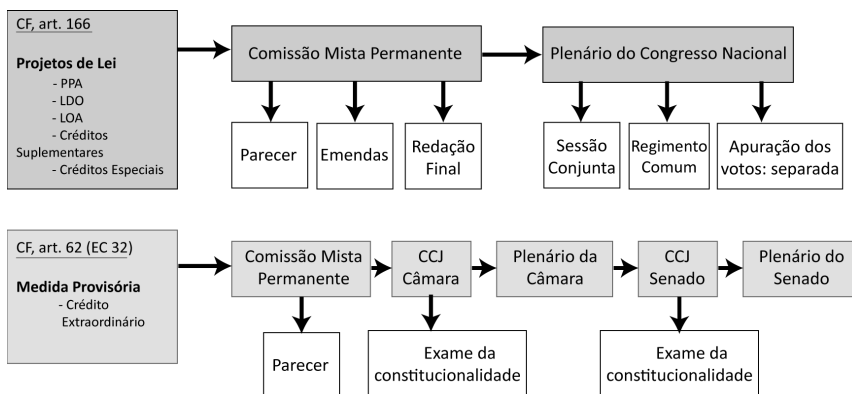 CF, art. 166
Projetos de Lei
- PPA
- LDO
- LOA
- Créditos
Suplementares
- Créditos Especiais
Comissão Mista Permanente
Plenário do Congresso Nacional
Parecer
Emendas
Redação
Final
Sessão
Conjunta
Regimento
Comum
Apuração dos
votos: separada
CF, art. 62 (EC 32)
Medida Provisória
- Crédito
Extraordinário
Comissão Mista
Permanente
CCJ
Câmara
Plenário da
Câmara
CCJ
Senado
Plenário do
Senado
Parecer
Exame da
constitucionalidade
Exame da
constitucionalidade